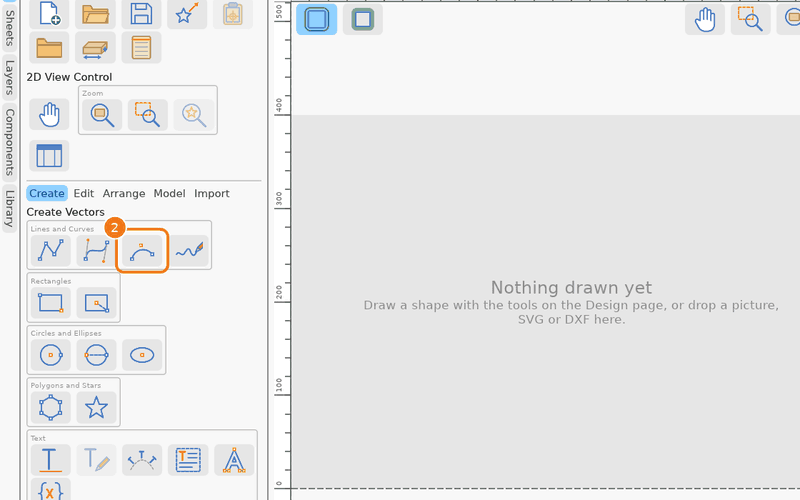 Sheets
Layers
Components
Library
2D View Control
Zoom
Create Edit Arrange Model Import
Create Vectors
2
Lines and Curves
Rectangles
Circles and Ellipses
Polygons and Stars
Text
T
T
T
A
{X}
500
400
300
200
100
0
Nothing drawn yet
Draw a shape with the tools on the Design page, or drop a picture,
SVG or DXF here.